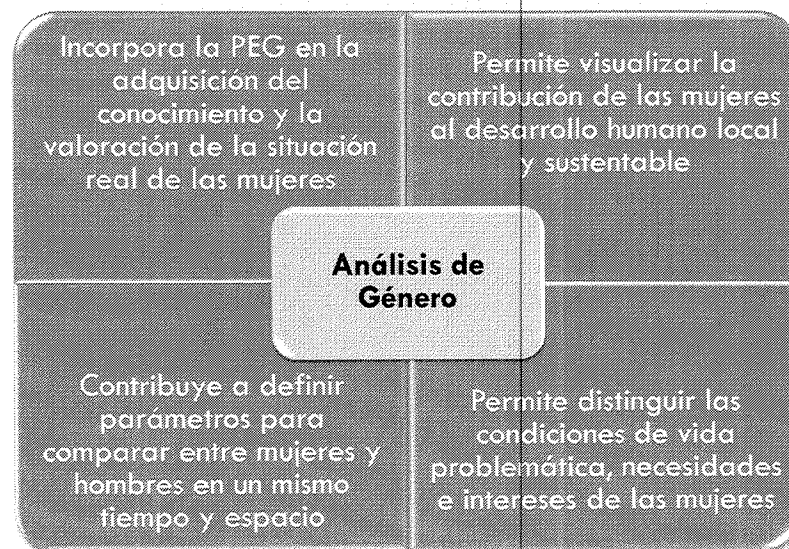 Incorpora la PEG en la
adquisición del
conocimiento y la
valoración de la situación
real de las mujeres
Permite visualizar la
contribución de las mujeres
al desarrollo humano local
y sustentable
Análisis de
Género
Contribuye a definir
parámetros para
comparar entre mujeres y
hombres en un mismo
tiempo y espacio
Permite distinguir las
condiciones de vida
problemática, necesidades
e intereses de las mujeres